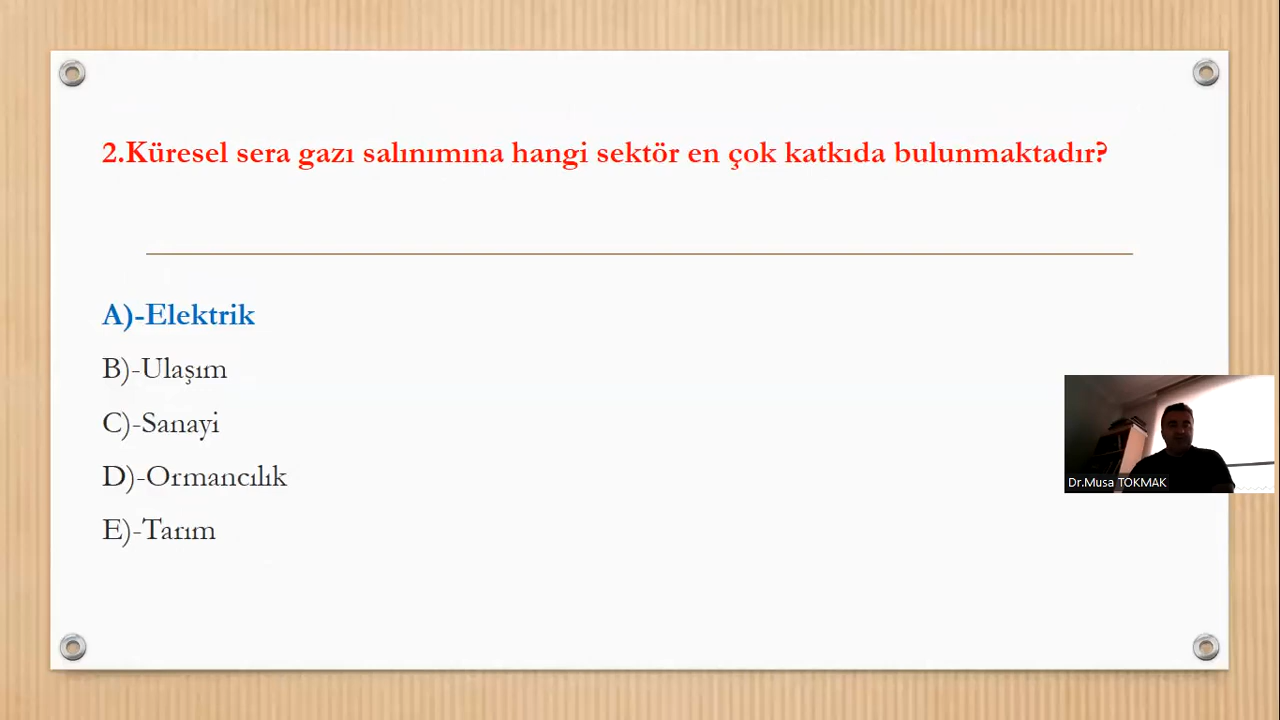 2.Küresel sera gazı salınımına hangi sektör en çok katkıda bulunmaktadır?
A)-Elektrik
B)-Ulaşım
C)-Sanayi
D)-Ormancılık
E)-Tarım
Dr.Musa TOKMAK